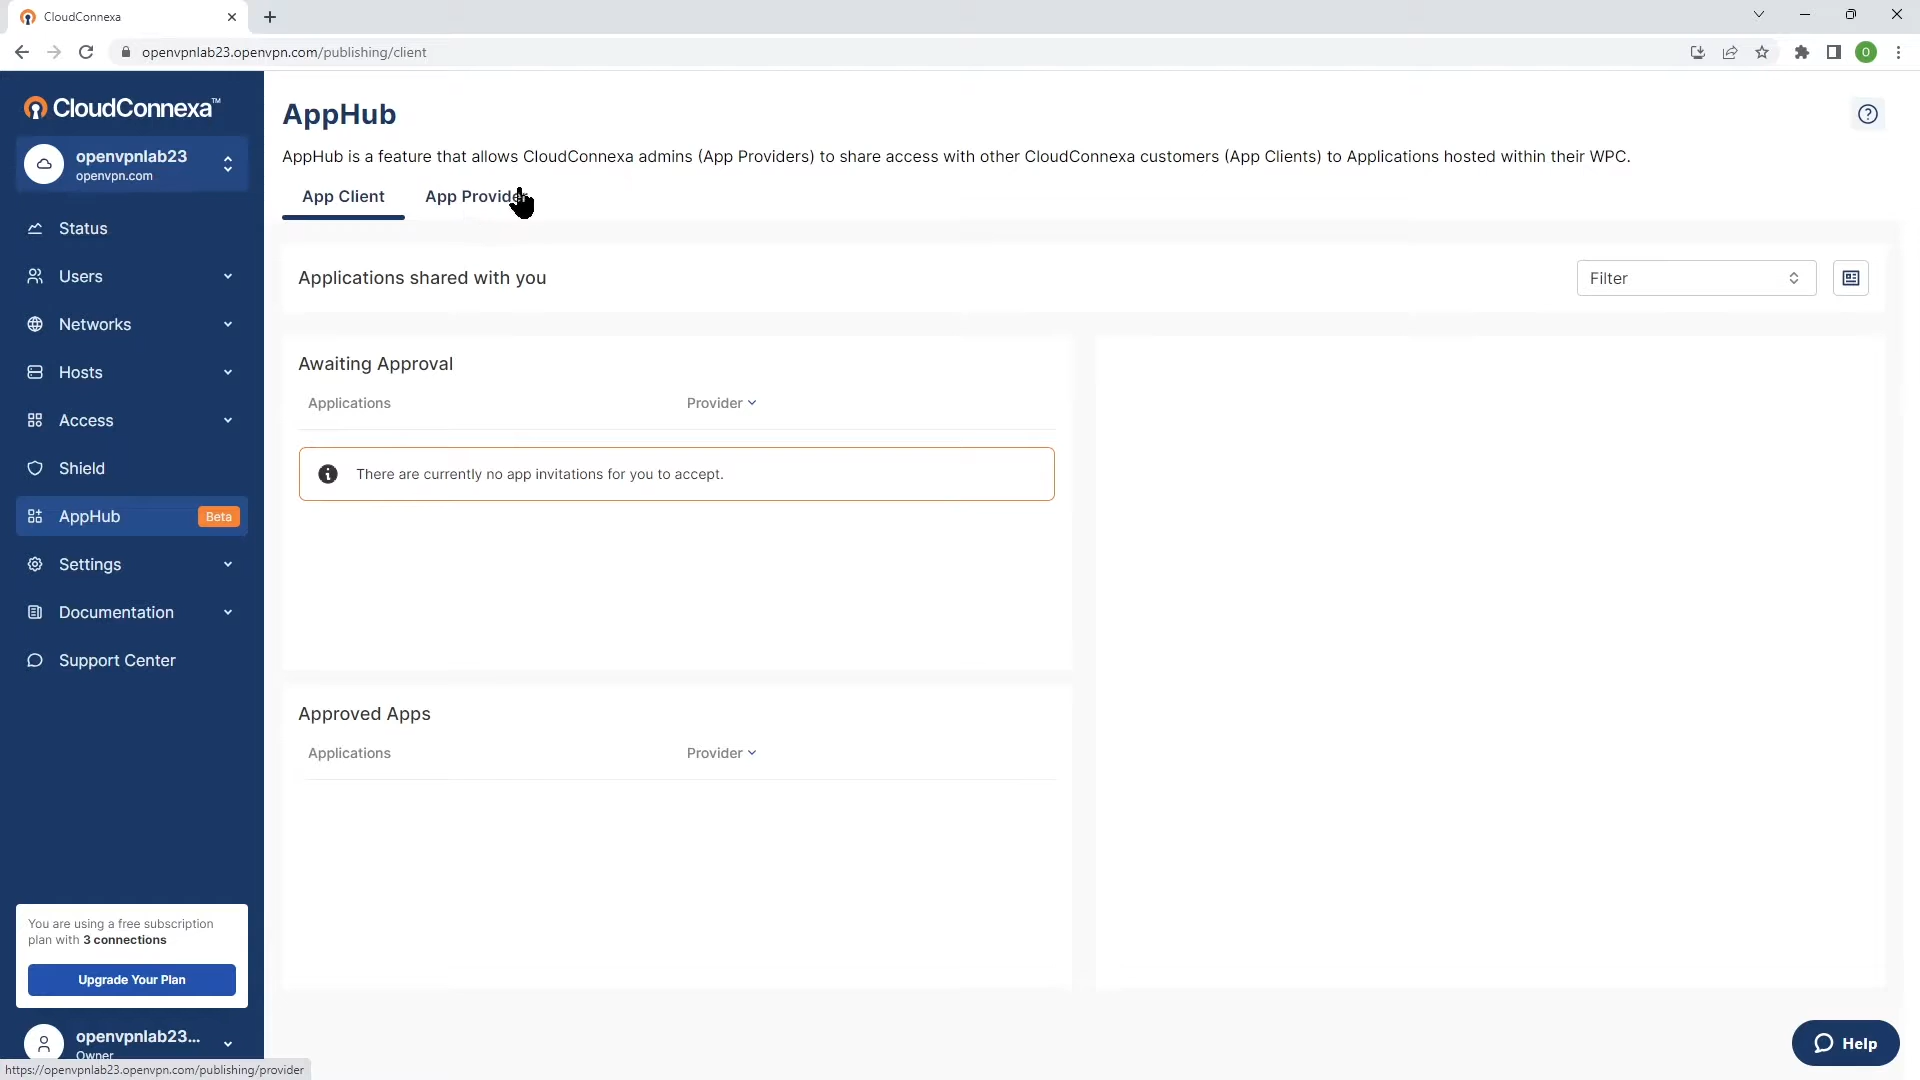 CloudConnexa
openvpnlab23.openvpn.com/publishing/client
O
CloudConnexa™
openvpnlab23
openvpn.com
Status
Users
Networks
Hosts
Access
Shield
AppHub Beta
Settings
Documentation
Support Center
You are using a free subscription
plan with 3 connections
Upgrade Your Plan
openvpnlab23...
Owner
https://openvpnlab23.openvpn.com/publishing/provider
AppHub
AppHub is a feature that allows CloudConnexa admins (App Providers) to share access with other CloudConnexa customers (App Clients) to Applications hosted within their WPC.
App Client App Provider
Applications shared with you
Filter
Awaiting Approval
Applications Provider
There are currently no app invitations for you to accept.
Approved Apps
Applications Provider
Help